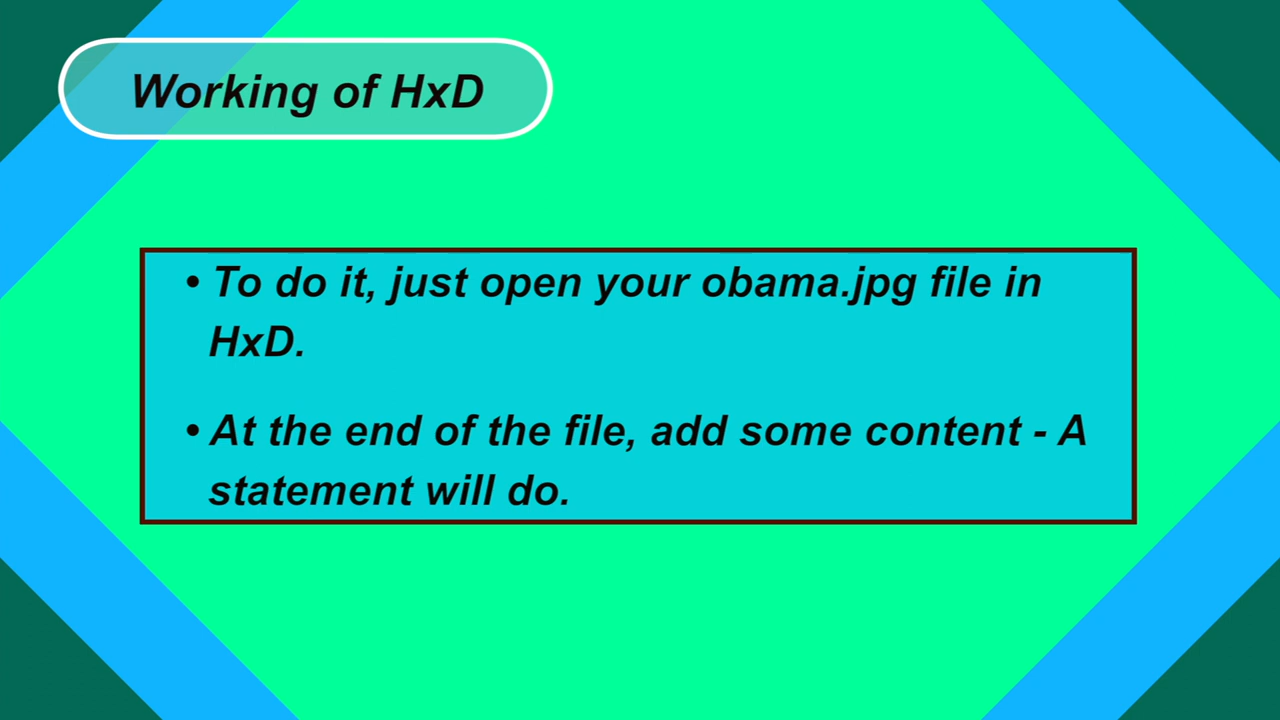 Working of HxD
• To do it, just open your obama.jpg file in
HxD.
• At the end of the file, add some content - A
statement will do.